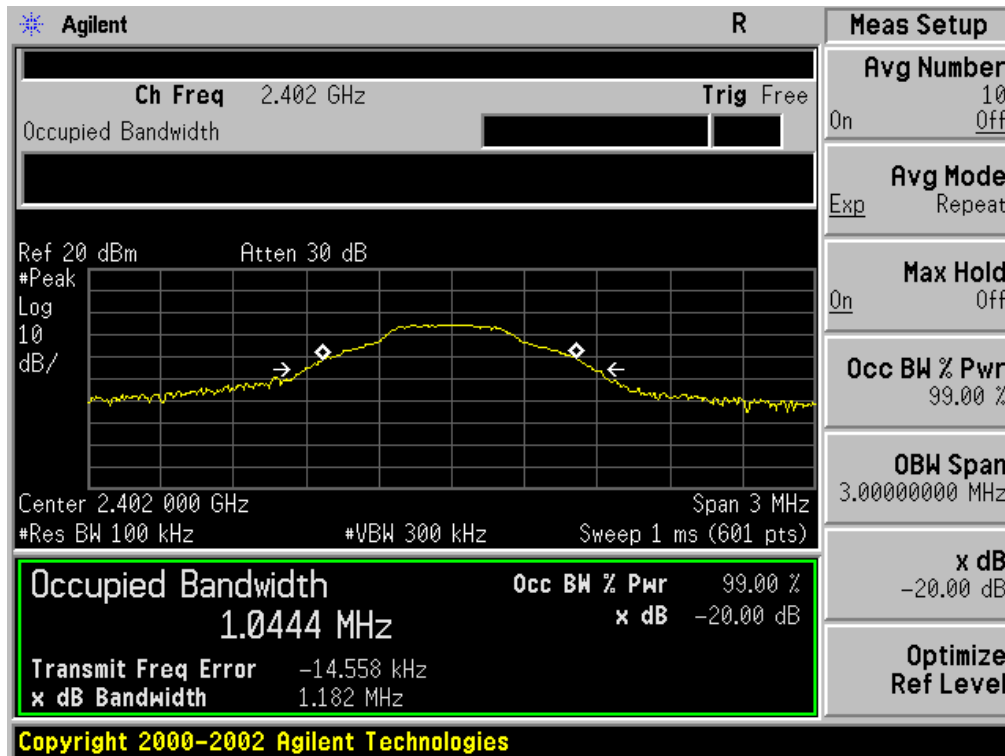 Agilent R Meas Setup
Ch Freq 2.402 GHz Trig Free
Occupied Bandwidth
Ref 20 dBm Atten 30 dB
#Peak
Log
10
dB/
Center 2.402 000 GHz Span 3 MHz
#Res BW 100 kHz #VBW 300 kHz Sweep 1 ms (601 pts)
Occupied Bandwidth
1.0444 MHz
Occ BW % Pwr 99.00 %
x dB -20.00 dB
Transmit Freq Error -14.558 kHz
x dB Bandwidth 1.182 MHz
Avg Number
10
On Off
Avg Mode
Exp Repeat
Max Hold
On Off
Occ BW % Pwr
99.00 %
OBW Span
3.00000000 MHz
x dB
-20.00 dB
Optimize
Ref Level
Copyright 2000-2002 Agilent Technologies